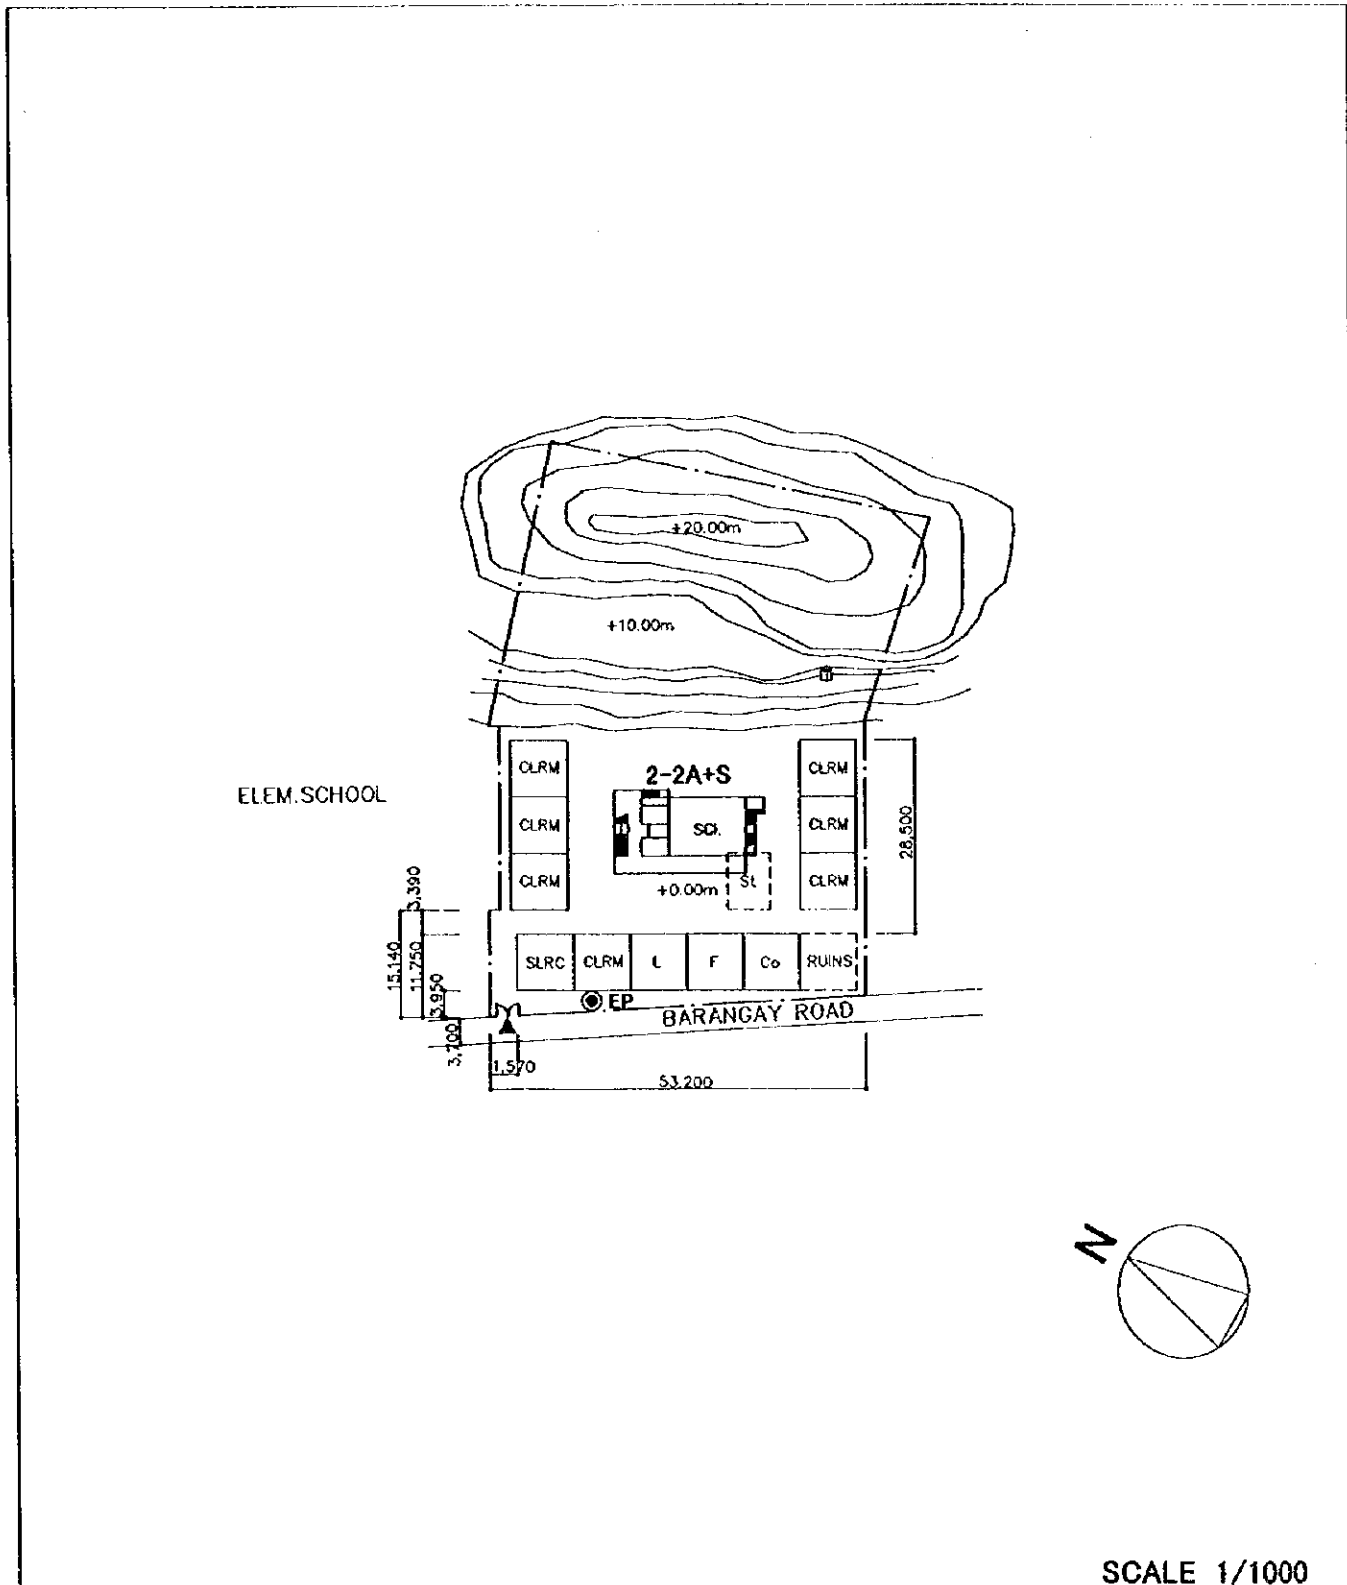 +20.00m
+10.00m
CLRM
2-2A+S
CLRM
ELEM.SCHOOL
CLRM
SCI.
CLRM
28,500
CLRM
+0.00m
St
CLRM
3,390
15,140
11,750
3,950
SLRC
CLRM
L
F
Co
RUINS
EP
BARANGAY ROAD
3,700
1,570
53,200
N
SCALE 1/1000